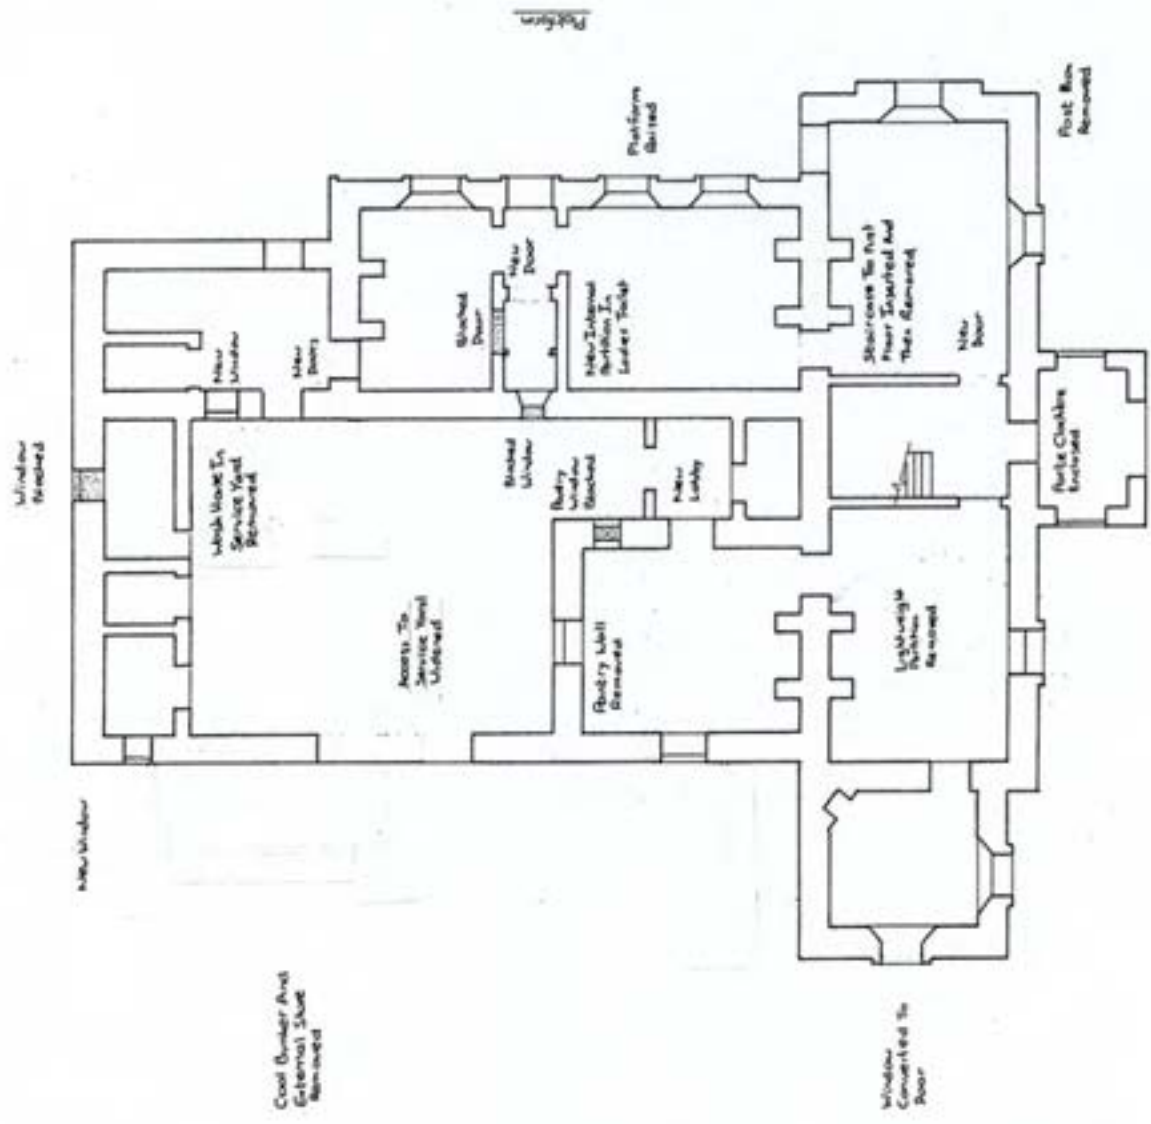 Platform
Platform
Raised
Post Box
Removed
Window
Blocked
New
Window
New
Doors
Blocked
Door
New
Door
New Internal
Partition In
Ladies Toilet
Staircase To First
Floor Inserted And
Then Removed
New
Door
Wash House In
Service Yard
Removed
Blocked
Window
Pantry
Window
Blocked
New
Lobby
Porte Cochère
Enclosed
Access To
Service Yard
Widened
Pantry Wall
Removed
Lightweight
Partition
Removed
New Window
Coal Bunker And
External Store
Removed
Window
Converted To
Door